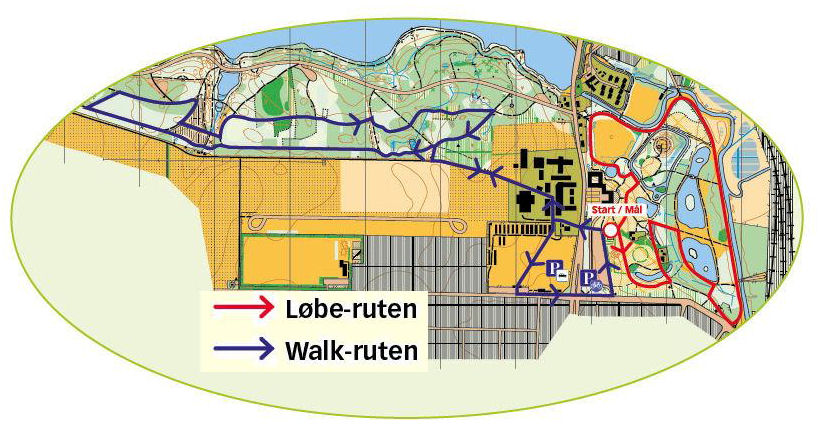 Start / Mål
P
P
Løbe-ruten
Walk-ruten